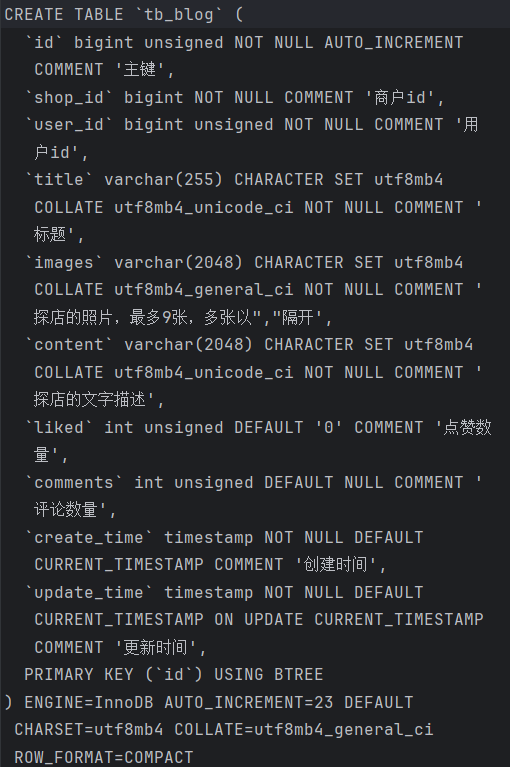 CREATE TABLE `tb_blog` (
`id` bigint unsigned NOT NULL AUTO_INCREMENT
COMMENT '主键',
`shop_id` bigint NOT NULL COMMENT '商户id',
`user_id` bigint unsigned NOT NULL COMMENT '用
户id',
`title` varchar(255) CHARACTER SET utf8mb4
COLLATE utf8mb4_unicode_ci NOT NULL COMMENT '
标题',
`images` varchar(2048) CHARACTER SET utf8mb4
COLLATE utf8mb4_general_ci NOT NULL COMMENT '
探店的照片，最多9张，多张以","隔开',
`content` varchar(2048) CHARACTER SET utf8mb4
COLLATE utf8mb4_unicode_ci NOT NULL COMMENT '
探店的文字描述',
`liked` int unsigned DEFAULT '0' COMMENT '点赞数
量',
`comments` int unsigned DEFAULT NULL COMMENT '
评论数量',
`create_time` timestamp NOT NULL DEFAULT
CURRENT_TIMESTAMP COMMENT '创建时间',
`update_time` timestamp NOT NULL DEFAULT
CURRENT_TIMESTAMP ON UPDATE CURRENT_TIMESTAMP
COMMENT '更新时间',
PRIMARY KEY (`id`) USING BTREE
) ENGINE=InnoDB AUTO_INCREMENT=23 DEFAULT
CHARSET=utf8mb4 COLLATE=utf8mb4_general_ci
ROW_FORMAT=COMPACT